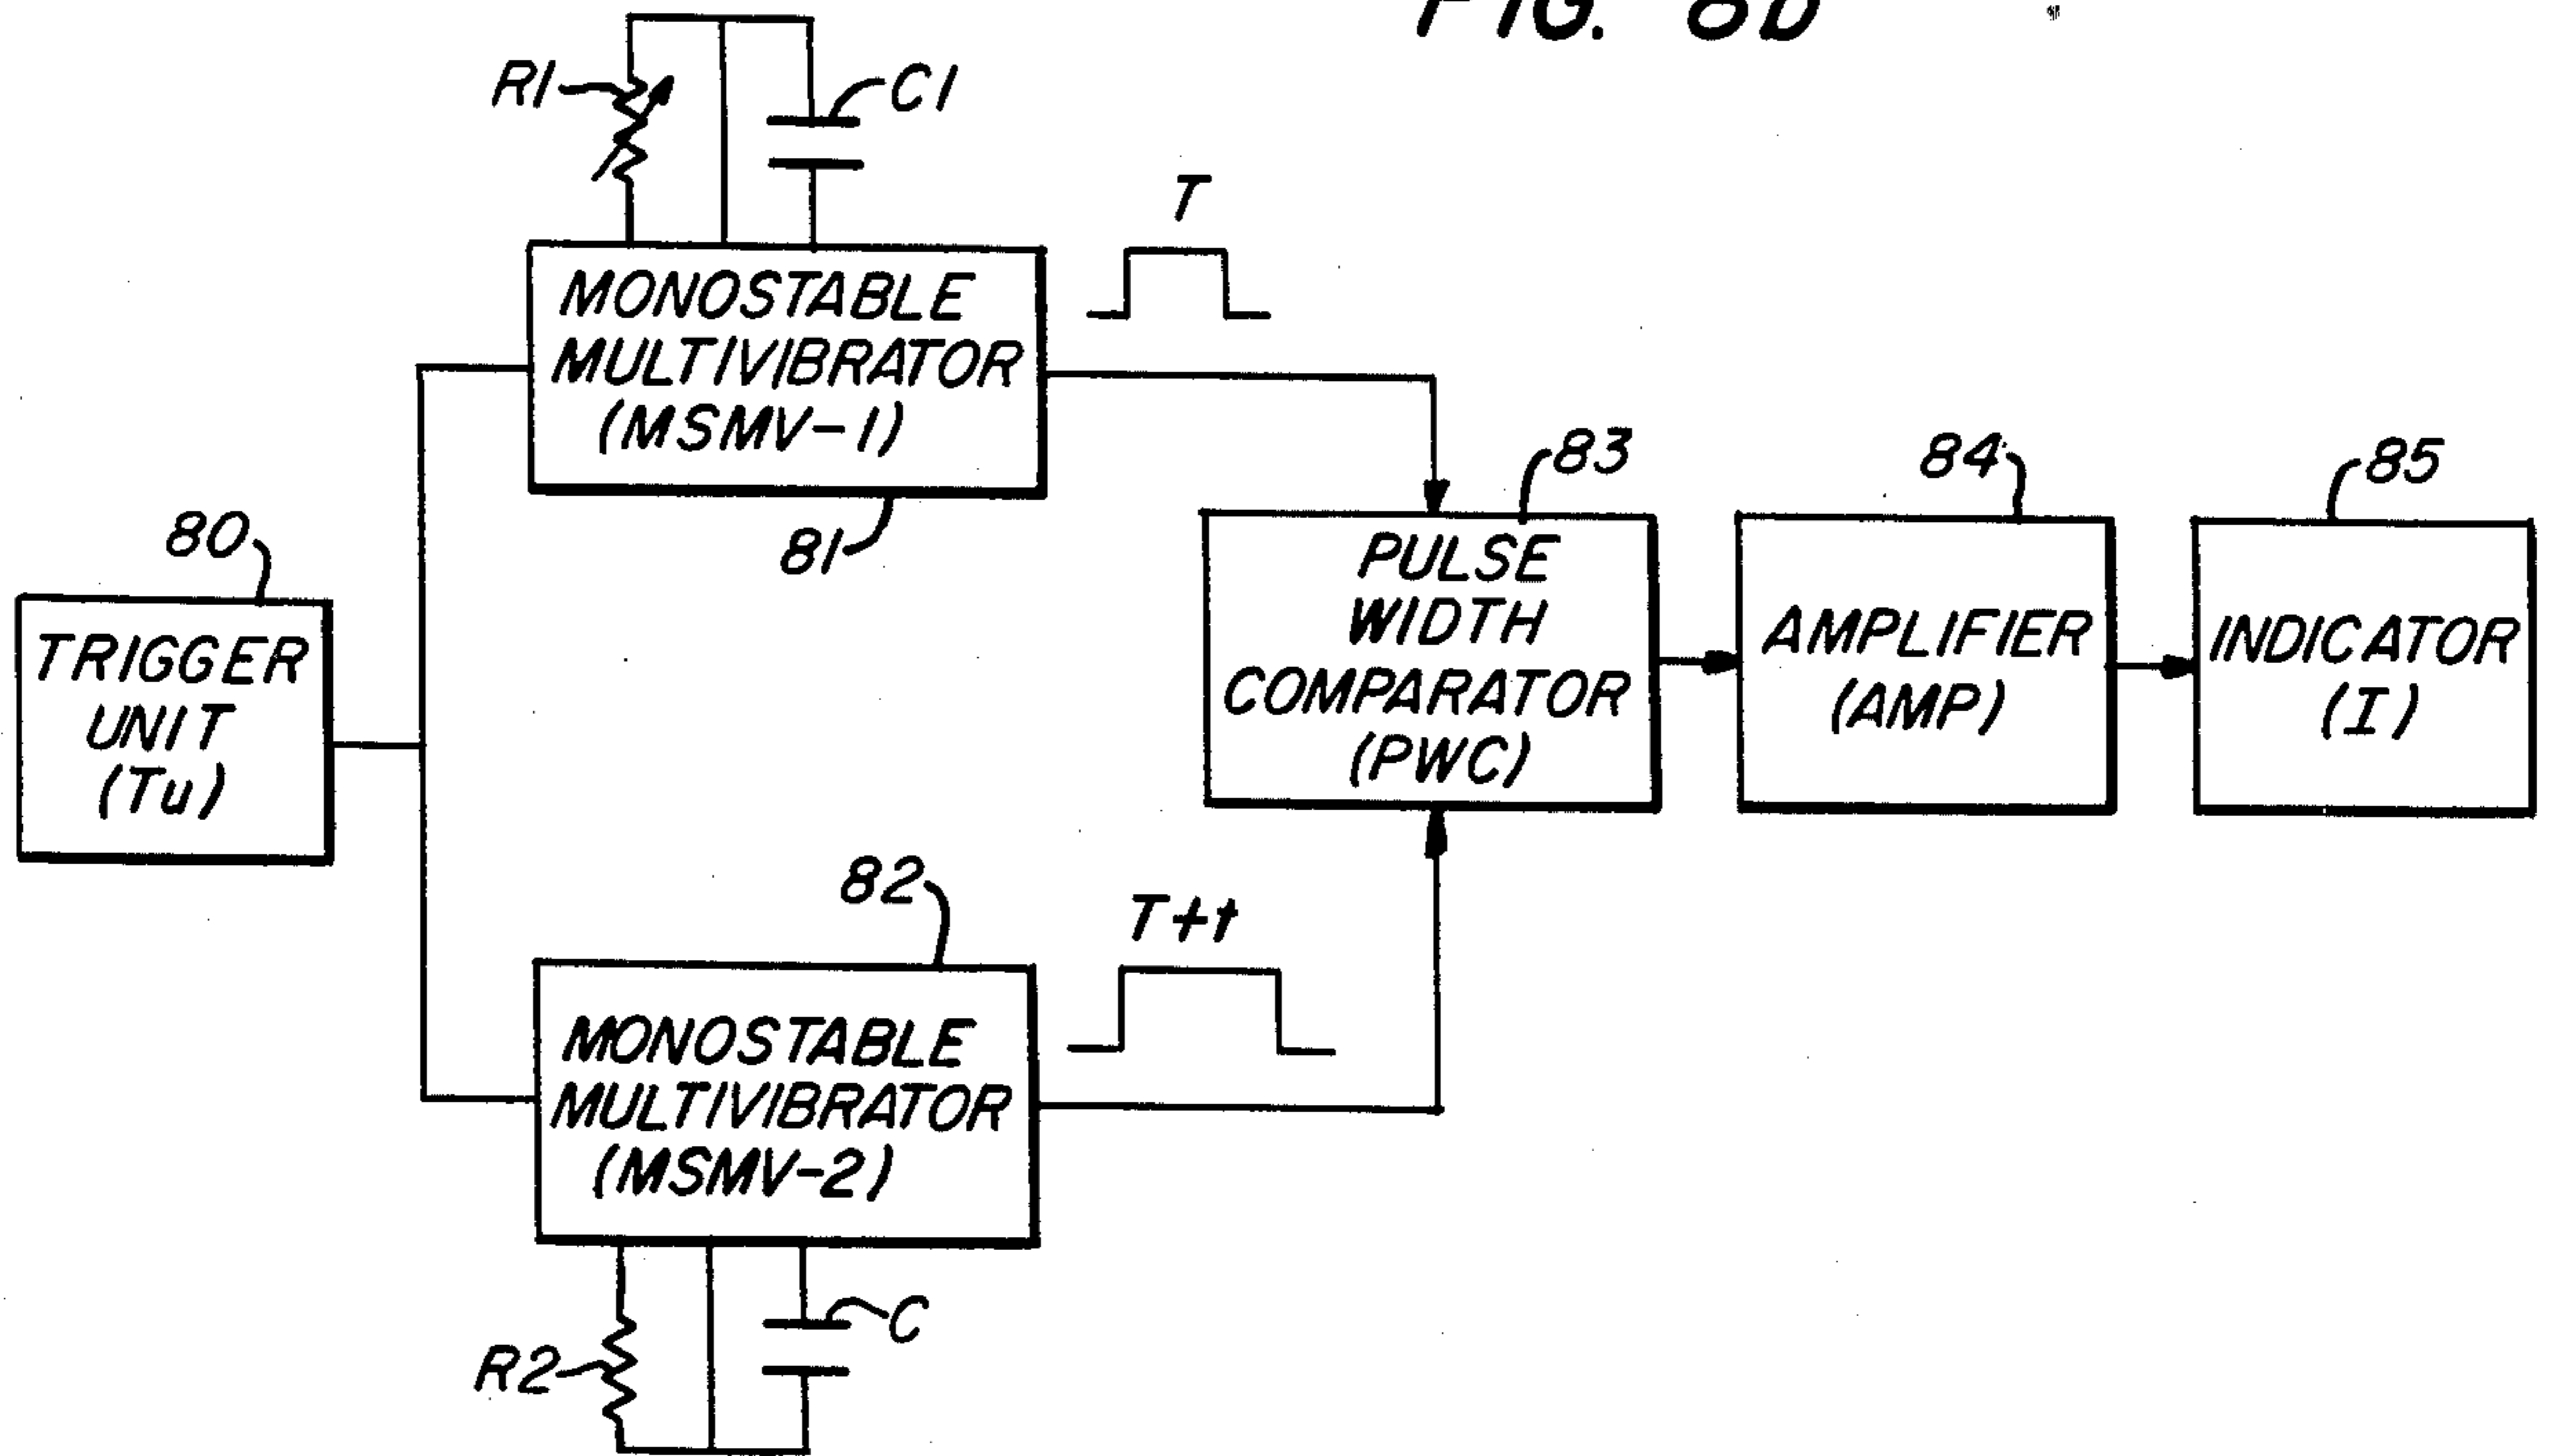 FIG. 8b
R1
C1
T
MONOSTABLE
MULTIVIBRATOR
(MSMV-1)
81
80
TRIGGER
UNIT
(Tu)
83
PULSE
WIDTH
COMPARATOR
(PWC)
84
AMPLIFIER
(AMP)
85
INDICATOR
(I)
82
T+t
MONOSTABLE
MULTIVIBRATOR
(MSMV-2)
R2
C